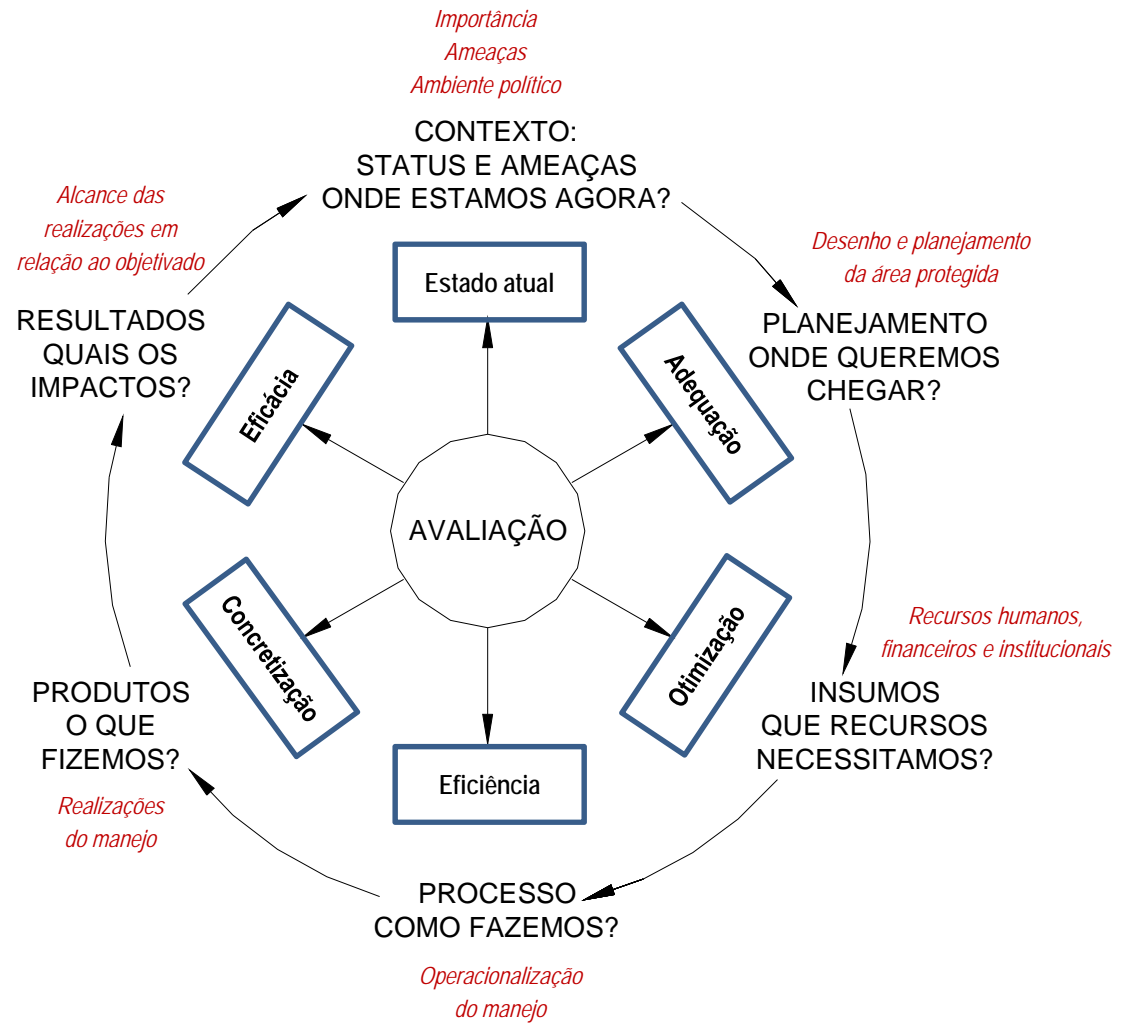 Importância
Ameaças
Ambiente político
CONTEXTO:
STATUS E AMEAÇAS
ONDE ESTAMOS AGORA?
Alcance das
realizações em
relação ao objetivado
Desenho e planejamento
da área protegida
RESULTADOS
QUAIS OS
IMPACTOS?
Estado atual
PLANEJAMENTO
ONDE QUEREMOS
CHEGAR?
Eficácia
Adequação
AVALIAÇÃO
Concretização
Otimização
Recursos humanos,
financeiros e institucionais
PRODUTOS
O QUE
FIZEMOS?
Eficiência
INSUMOS
QUE RECURSOS
NECESSITAMOS?
Realizações
do manejo
PROCESSO
COMO FAZEMOS?
Operacionalização
do manejo